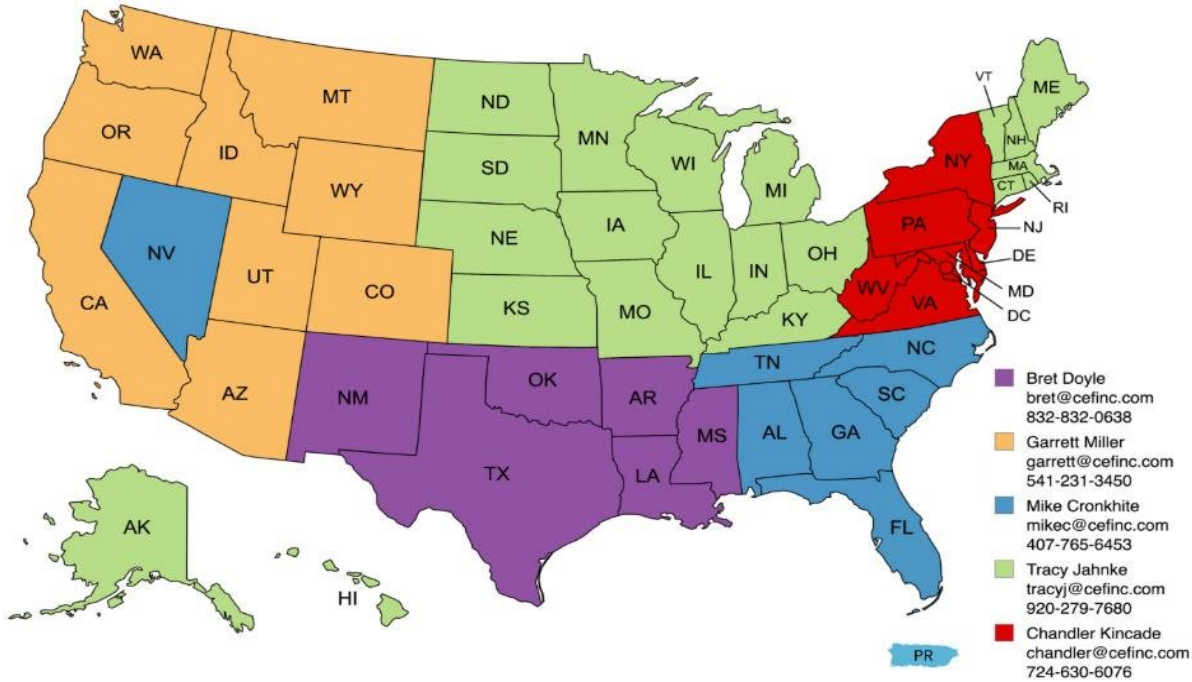 WA
MT
ND
MN
VT
ME
OR
ID
SD
WI
MI
NY
NH
MA
CT
RI
WY
NE
IA
PA
NJ
NV
UT
CO
IL
IN
OH
DE
CA
KS
MO
WV
VA
MD
KY
DC
AZ
NM
OK
AR
TN
NC
SC
TX
LA
MS
AL
GA
FL
AK
HI
PR
Bret Doyle
bret@cefinc.com
832-832-0638
Garrett Miller
garrett@cefinc.com
541-231-3450
Mike Cronkhite
mikec@cefinc.com
407-765-6453
Tracy Jahnke
tracyj@cefinc.com
920-279-7680
Chandler Kincade
chandler@cefinc.com
724-630-6076